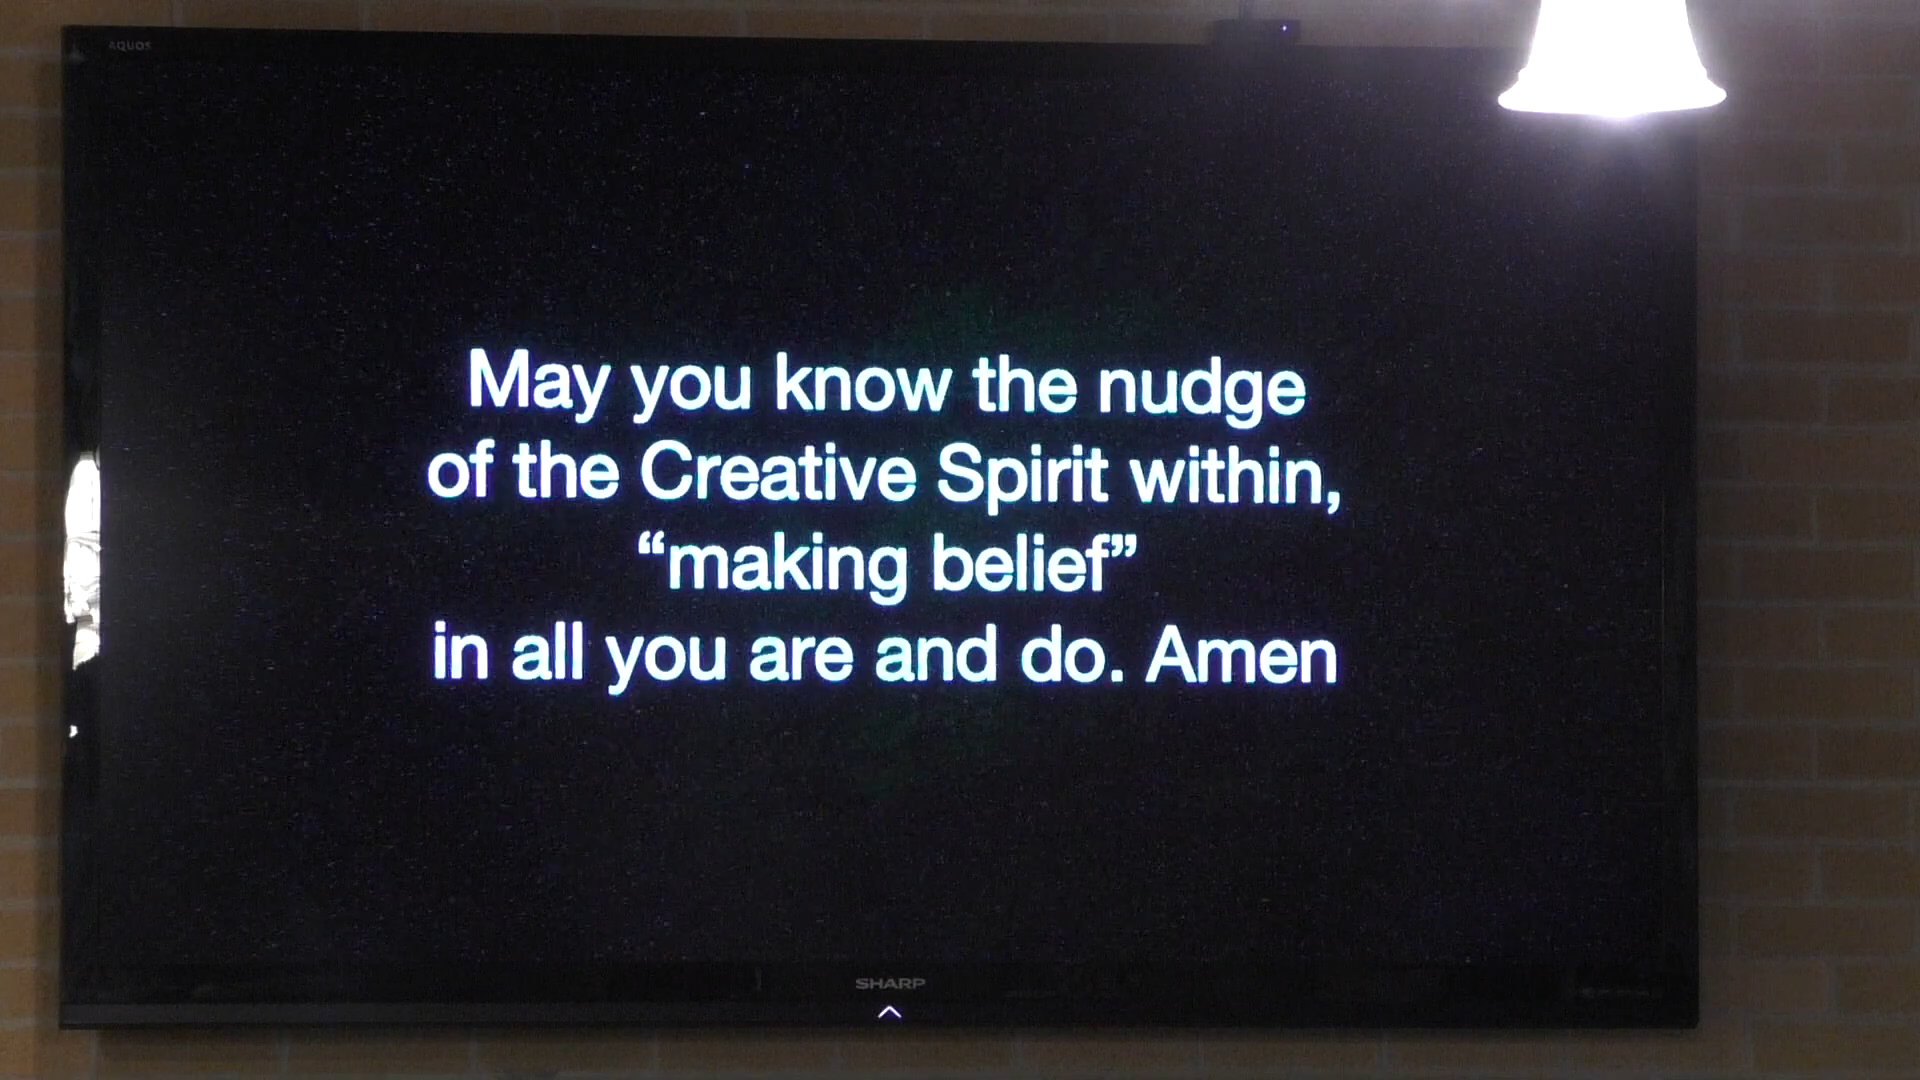 AQUOS
May you know the nudge
of the Creative Spirit within,
“making belief”
in all you are and do. Amen
SHARP